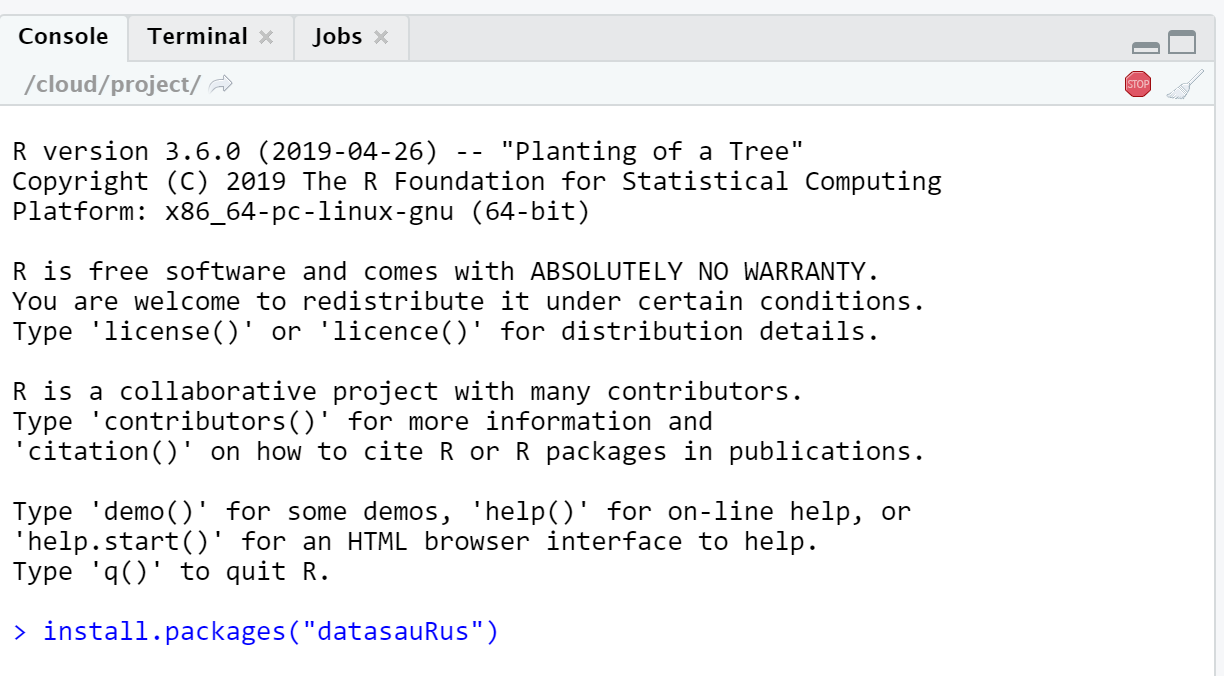 Console Terminal Jobs
/cloud/project/
STOP
R version 3.6.0 (2019-04-26) -- "Planting of a Tree"
Copyright (C) 2019 The R Foundation for Statistical Computing
Platform: x86_64-pc-linux-gnu (64-bit)
R is free software and comes with ABSOLUTELY NO WARRANTY.
You are welcome to redistribute it under certain conditions.
Type 'license()' or 'licence()' for distribution details.
R is a collaborative project with many contributors.
Type 'contributors()' for more information and
'citation()' on how to cite R or R packages in publications.
Type 'demo()' for some demos, 'help()' for on-line help, or
'help.start()' for an HTML browser interface to help.
Type 'q()' to quit R.
> install.packages("datasauRus")